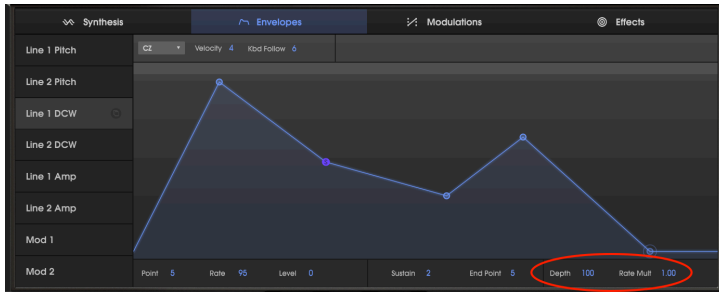 Synthesis Envelopes Modulations Effects
Line 1 Pitch
CZ Velocity 4 Kbd Follow 6
Line 2 Pitch
Line 1 DCW
Line 2 DCW
Line 1 Amp
Line 2 Amp
Mod 1
Mod 2
Point 5 Rate 95 Level 0 Sustain 2 End Point 5 Depth 100 Rate Mult 1.00